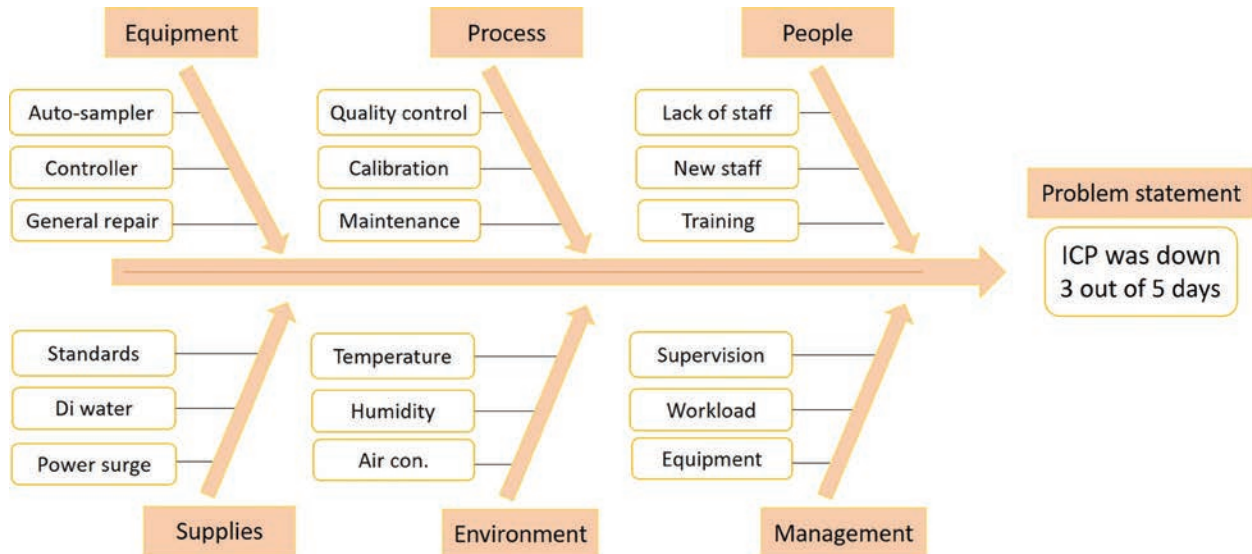 Equipment
Process
People
Auto-sampler
Quality control
Lack of staff
Controller
Calibration
New staff
General repair
Maintenance
Training
Problem statement
ICP was down
3 out of 5 days
Standards
Temperature
Supervision
Di water
Humidity
Workload
Power surge
Air con.
Equipment
Supplies
Environment
Management